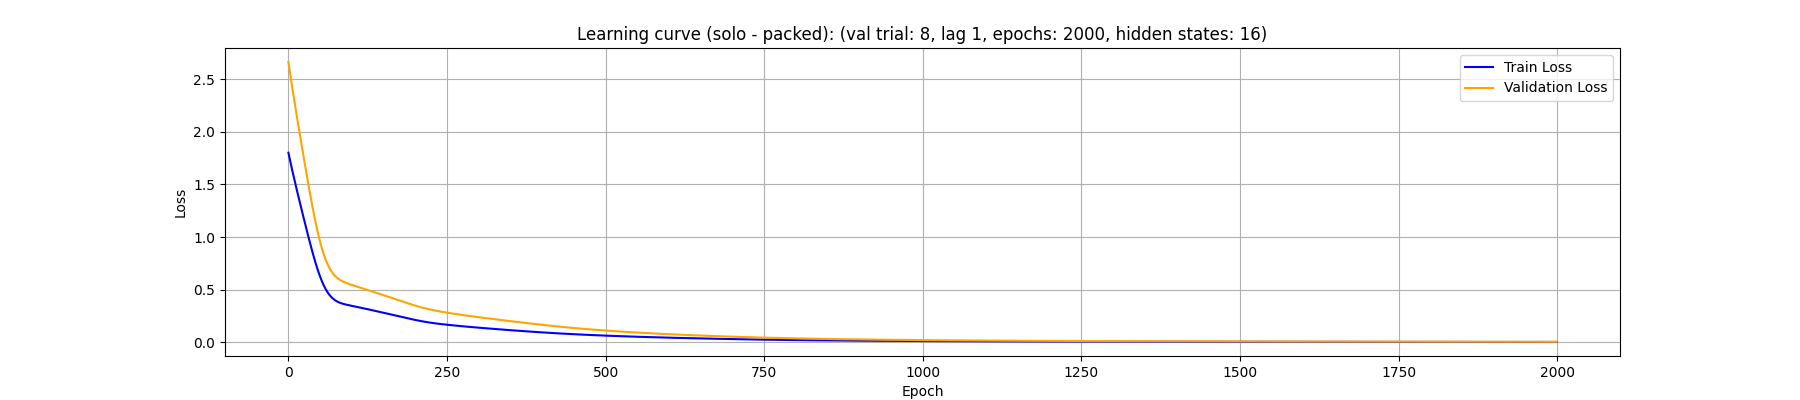 Learning curve (solo - packed): (val trial: 8, lag 1, epochs: 2000, hidden states: 16)
Train Loss
Validation Loss
2.5
2.0
1.5
1.0
0.5
0.0
Loss
0 250 500 750 1000 1250 1500 1750 2000
Epoch